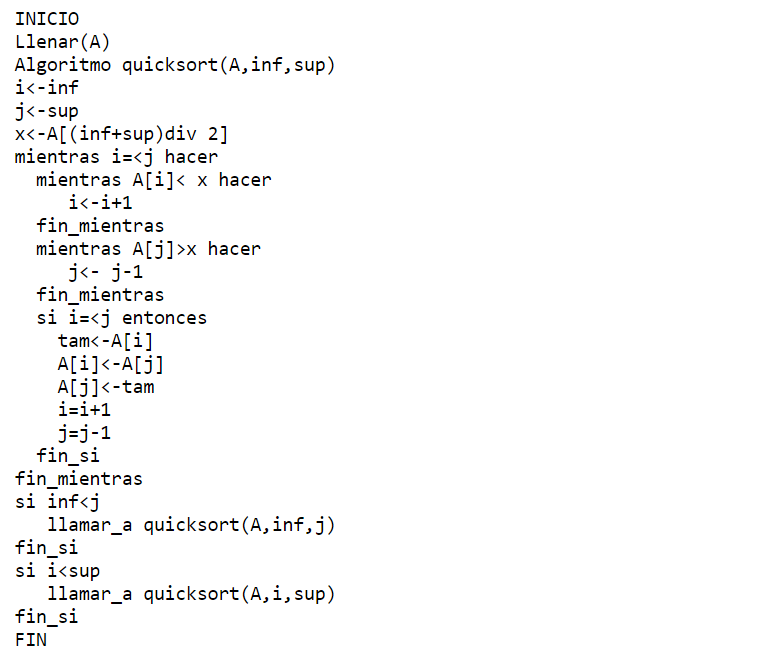 INICIO
Llenar(A)
Algoritmo quicksort(A,inf,sup)
i<-inf
j<-sup
x<-A[(inf+sup)div 2]
mientras i=<j hacer
mientras A[i]< x hacer
i<-i+1
fin_mientras
mientras A[j]>x hacer
j<- j-1
fin_mientras
si i=<j entonces
tam<-A[i]
A[i]<-A[j]
A[j]<-tam
i=i+1
j=j-1
fin_si
fin_mientras
si inf<j
llamar_a quicksort(A,inf,j)
fin_si
si i<sup
llamar_a quicksort(A,i,sup)
fin_si
FIN